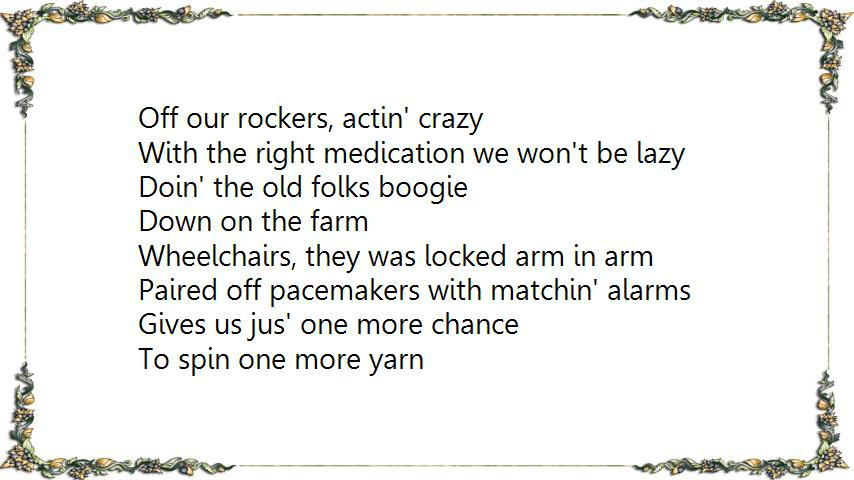 Off our rockers, actin' crazy
With the right medication we won't be lazy
Doin' the old folks boogie
Down on the farm
Wheelchairs, they was locked arm in arm
Paired off pacemakers with matchin' alarms
Gives us jus' one more chance
To spin one more yarn